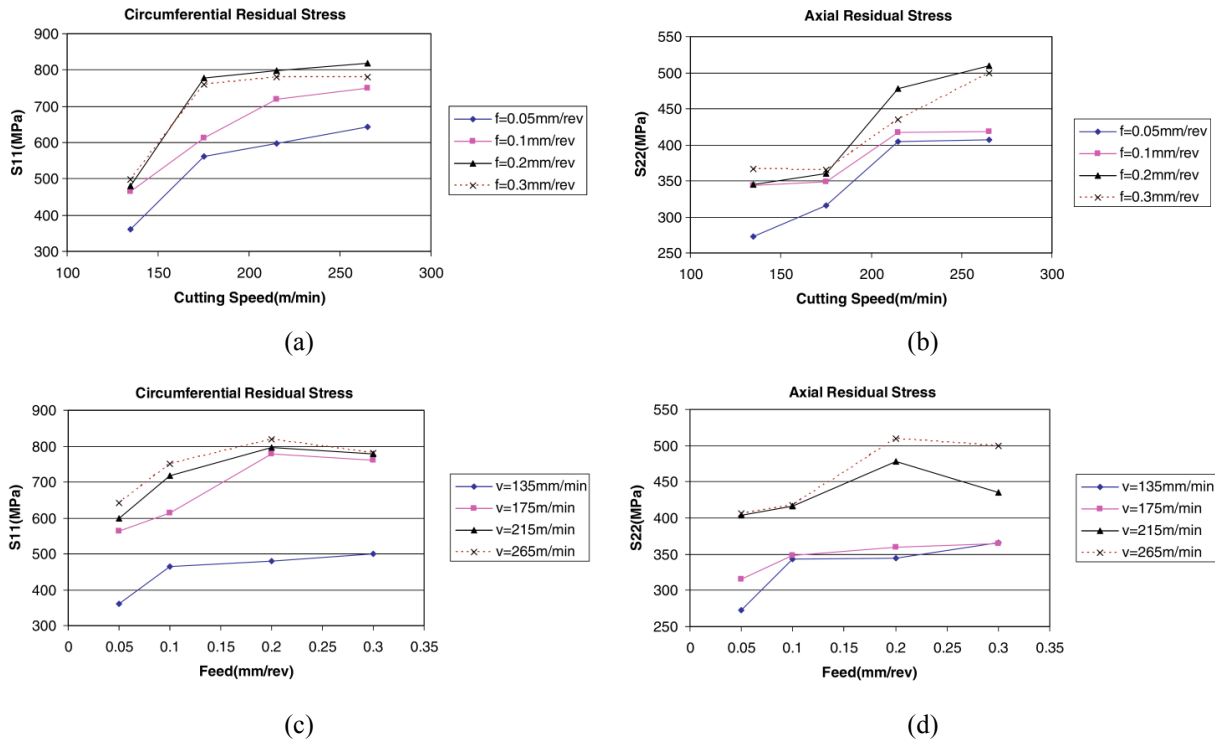 Circumferential Residual Stress
900
800
700
600
500
400
300
S11(MPa)
100
150
200
250
300
Cutting Speed(m/min)
f=0.05mm/rev
f=0.1mm/rev
f=0.2mm/rev
f=0.3mm/rev
(a)
Axial Residual Stress
550
500
450
400
350
300
250
S22(MPa)
100
150
200
250
300
Cutting Speed(m/min)
f=0.05mm/rev
f=0.1mm/rev
f=0.2mm/rev
f=0.3mm/rev
(b)
Circumferential Residual Stress
900
800
700
600
500
400
300
S11(MPa)
0
0.05
0.1
0.15
0.2
0.25
0.3
0.35
Feed(mm/rev)
v=135mm/min
v=175m/min
v=215m/min
v=265m/min
(c)
Axial Residual Stress
550
500
450
400
350
300
250
S22(MPa)
0
0.05
0.1
0.15
0.2
0.25
0.3
0.35
Feed(mm/rev)
v=135mm/min
v=175m/min
v=215m/min
v=265m/min
(d)